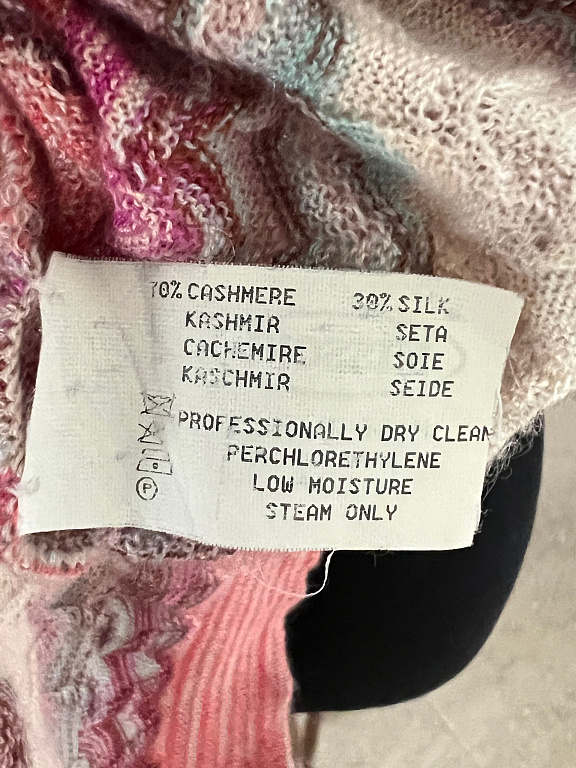 70% CASHMERE 30% SILK
KASHMIR SETA
CACHEMIRE SOIE
KASCHMIR SEIDE
PROFESSIONALLY DRY CLEAN
PERCHLORETHYLENE
LOW MOISTURE
STEAM ONLY
P